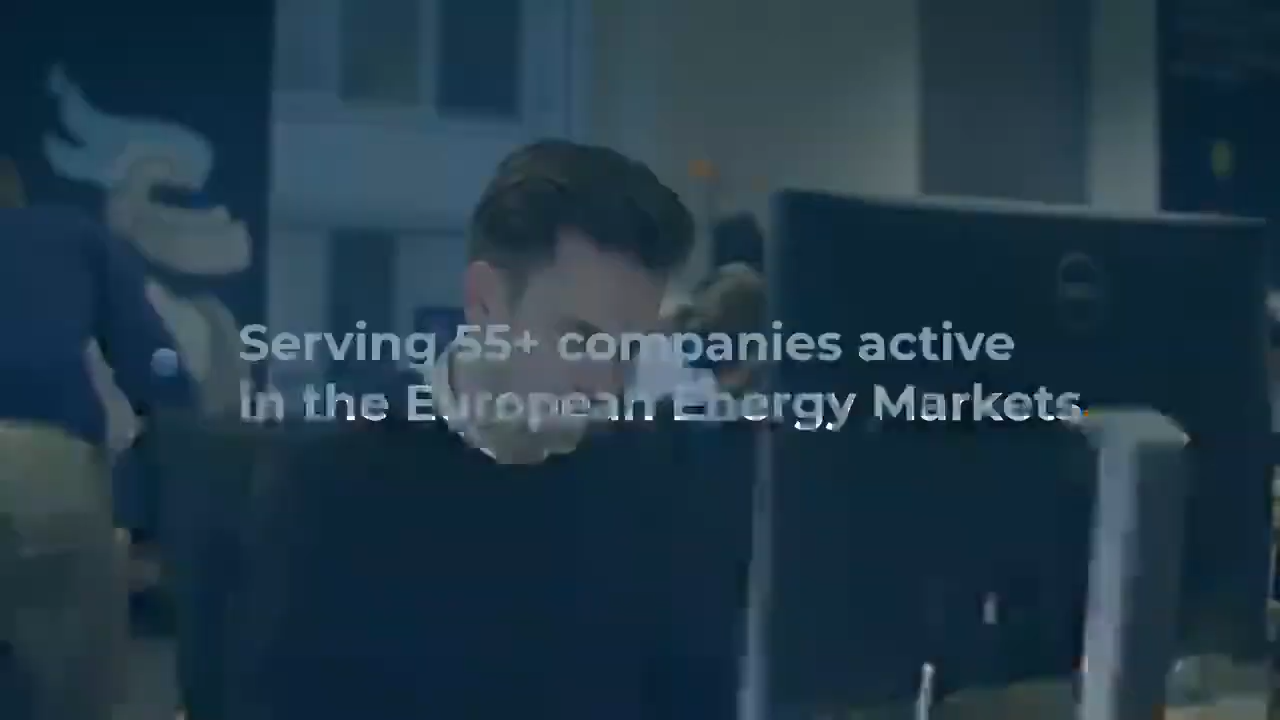 Serving 55+ companies active
in the European Energy Markets